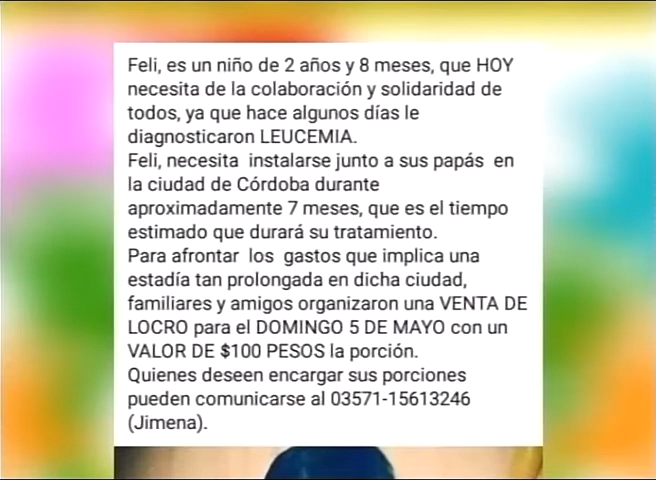 Feli, es un niño de 2 años y 8 meses, que HOY
necesita de la colaboración y solidaridad de
todos, ya que hace algunos días le
diagnosticaron LEUCEMIA.
Feli, necesita instalarse junto a sus papás en
la ciudad de Córdoba durante
aproximadamente 7 meses, que es el tiempo
estimado que durará su tratamiento.
Para afrontar los gastos que implica una
estadía tan prolongada en dicha ciudad,
familiares y amigos organizaron una VENTA DE
LOCRO para el DOMINGO 5 DE MAYO con un
VALOR DE $100 PESOS la porción.
Quienes deseen encargar sus porciones
pueden comunicarse al 03571-15613246
(Jimena).